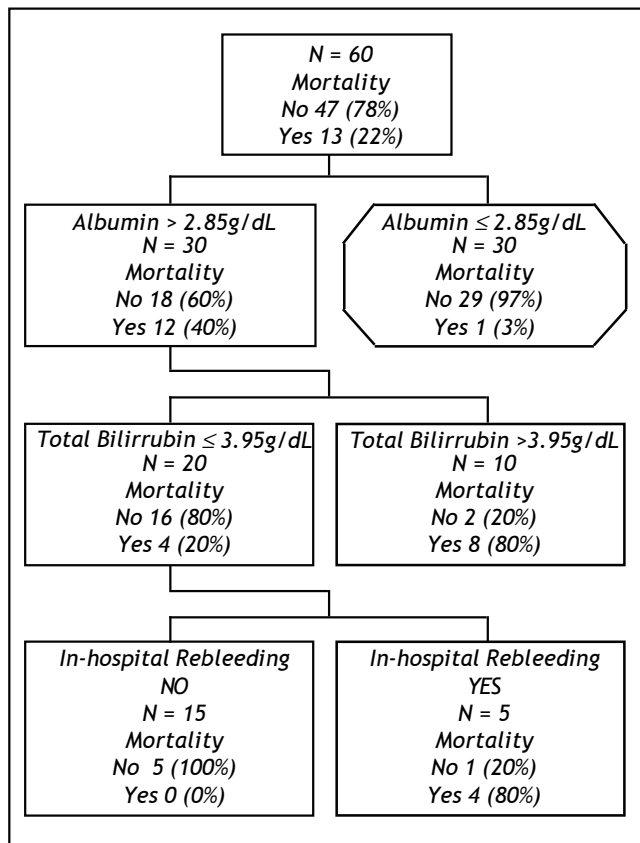 N = 60
Mortality
No 47 (78%)
Yes 13 (22%)
Albumin > 2.85g/dL
N = 30
Mortality
No 18 (60%)
Yes 12 (40%)
Albumin ≤ 2.85g/dL
N = 30
Mortality
No 29 (97%)
Yes 1 (3%)
Total Bilirrubin ≤ 3.95g/dL
N = 20
Mortality
No 16 (80%)
Yes 4 (20%)
Total Bilirrubin >3.95g/dL
N = 10
Mortality
No 2 (20%)
Yes 8 (80%)
In-hospital Rebleeding
NO
N = 15
Mortality
No 5 (100%)
Yes 0 (0%)
In-hospital Rebleeding
YES
N = 5
Mortality
No 1 (20%)
Yes 4 (80%)